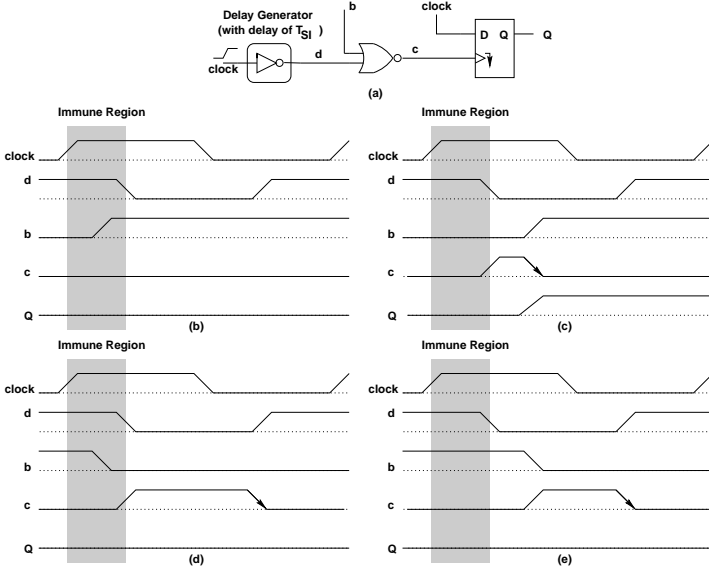 Delay Generator
(with delay of TSI )
clock
d
b
c
clock
D Q
Q
(a)
Immune Region
clock
d
b
c
Q
(b)
Immune Region
clock
d
b
c
Q
(c)
Immune Region
clock
d
b
c
Q
(d)
Immune Region
clock
d
b
c
Q
(e)